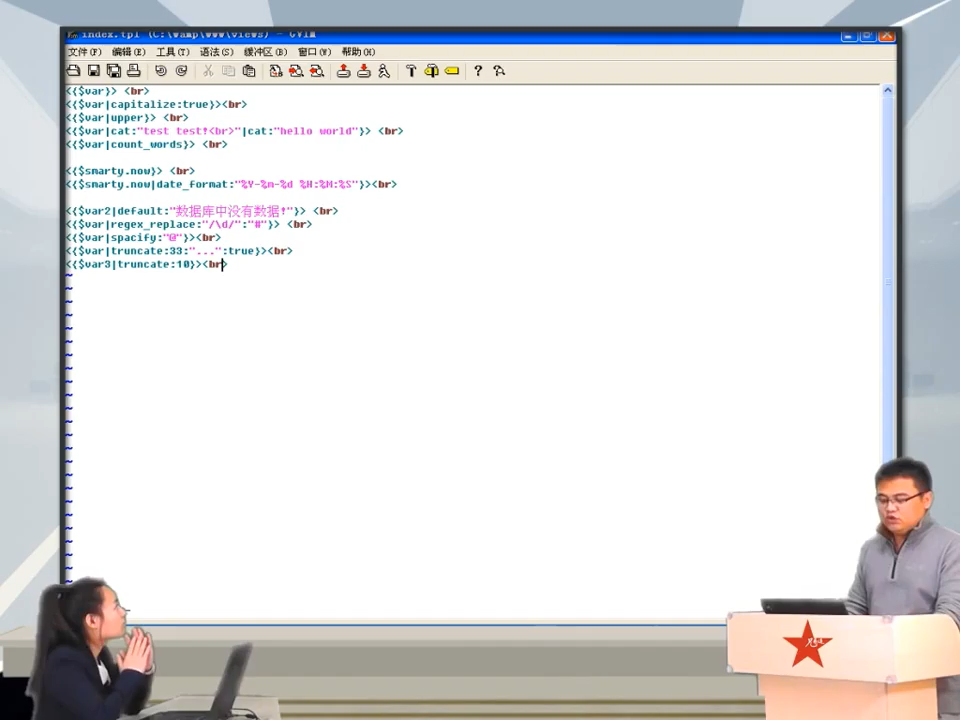 index.tpl (C:\wamp\www\views) - GVIM
文件(F) 编辑(E) 工具(T) 语法(S) 缓冲区(B) 窗口(W) 帮助(H)
<{$var}> <br>
<{$var|capitalize:true}><br>
<{$var|upper}> <br>
<{$var|cat:"test test!<br>"|cat:"hello world"}> <br>
<{$var|count_words}> <br>
<{$smarty.now}> <br>
<{$smarty.now|date_format:"%Y-%m-%d %H:%M:%S"}><br>
<{$var2|default:"数据库中没有数据!"}> <br>
<{$var|regex_replace:"/\d/":"#"}> <br>
<{$var|spacify:"@"}><br>
<{$var|truncate:33:"...":true}><br>
<{$var3|truncate:10}><br>